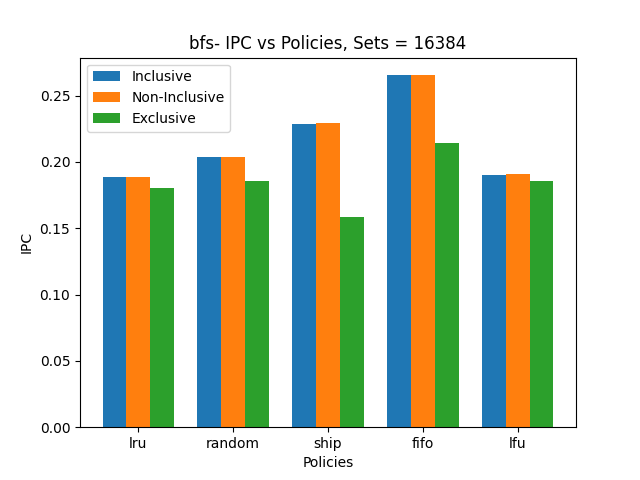 bfs- IPC vs Policies, Sets = 16384
Inclusive
Non-Inclusive
Exclusive
IPC
0.25
0.20
0.15
0.10
0.05
0.00
lru random ship fifo lfu
Policies